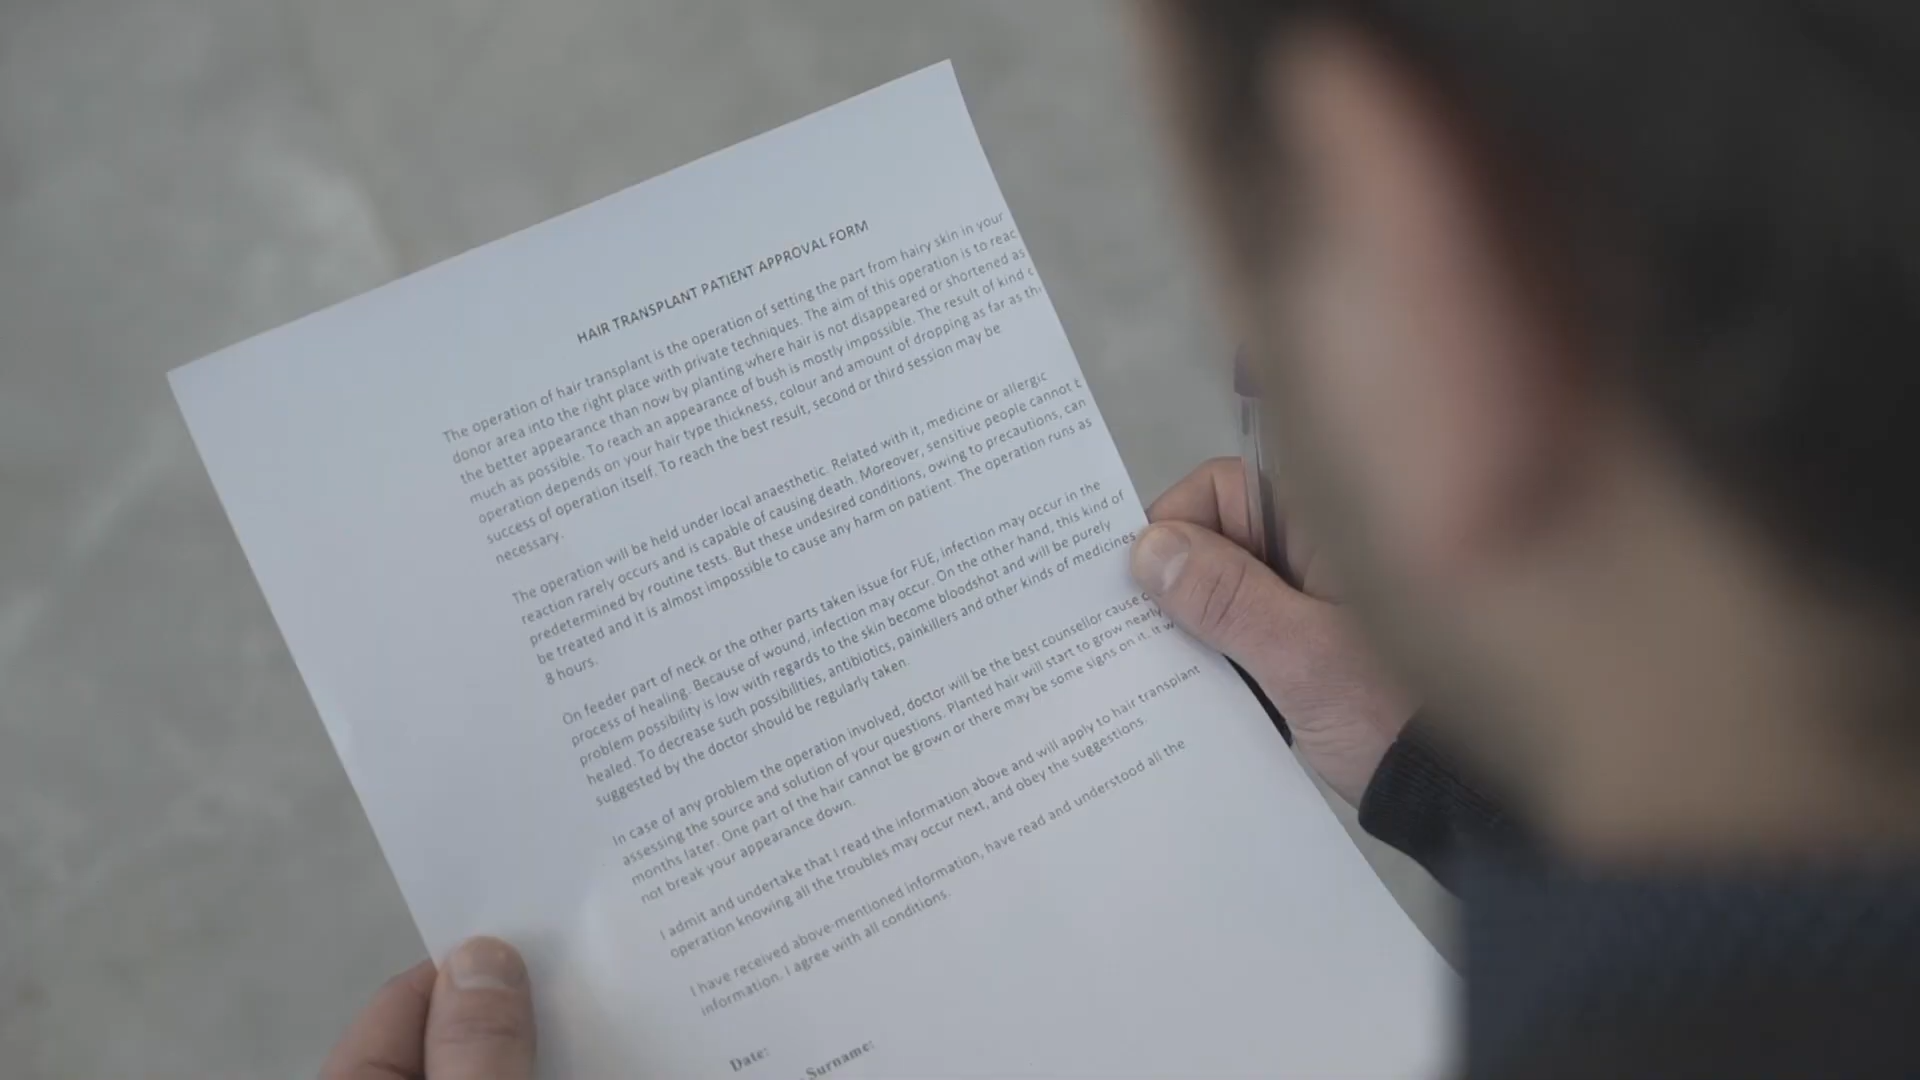 HAIR TRANSPLANT PATIENT APPROVAL FORM
The operation of hair transplant is the operation of setting the part from hairy skin in your
donor area into the right place with private techniques. The aim of this operation is to reac
the better appearance than now by planting where hair is not disappeared or shortened as
much as possible. To reach an appearance of bush is mostly impossible. The result of kind
operation depends on your hair type thickness, colour and amount of dropping as far as th
success of operation itself. To reach the best result, second or third session may be
necessary.
The operation will be held under local anaesthetic. Related with it, medicine or allergic
reaction rarely occurs and is capable of causing death. Moreover, sensitive people cannot
predetermined by routine tests. But these undesired conditions, owing to precautions, can
be treated and it is almost impossible to cause any harm on patient. The operation runs as
8 hours.
On feeder part of neck or the other parts taken issue for FUE, infection may occur in the
process of healing. Because of wound, infection may occur. On the other hand, this kind of
problem possibility is low with regards to the skin become bloodshot and will be purely
healed. To decrease such possibilities, antibiotics, painkillers and other kinds of medicines
suggested by the doctor should be regularly taken.
In case of any problem the operation involved, doctor will be the best counsellor cause
assessing the source and solution of your questions. Planted hair will start to grow nearly
months later. One part of the hair cannot be grown or there may be some signs on it. It w
not break your appearance down.
I admit and undertake that I read the information above and will apply to hair transplant
operation knowing all the troubles may occur next, and obey the suggestions.
I have received above-mentioned information, have read and understood all the
information. I agree with all conditions.
Date:
Surname: